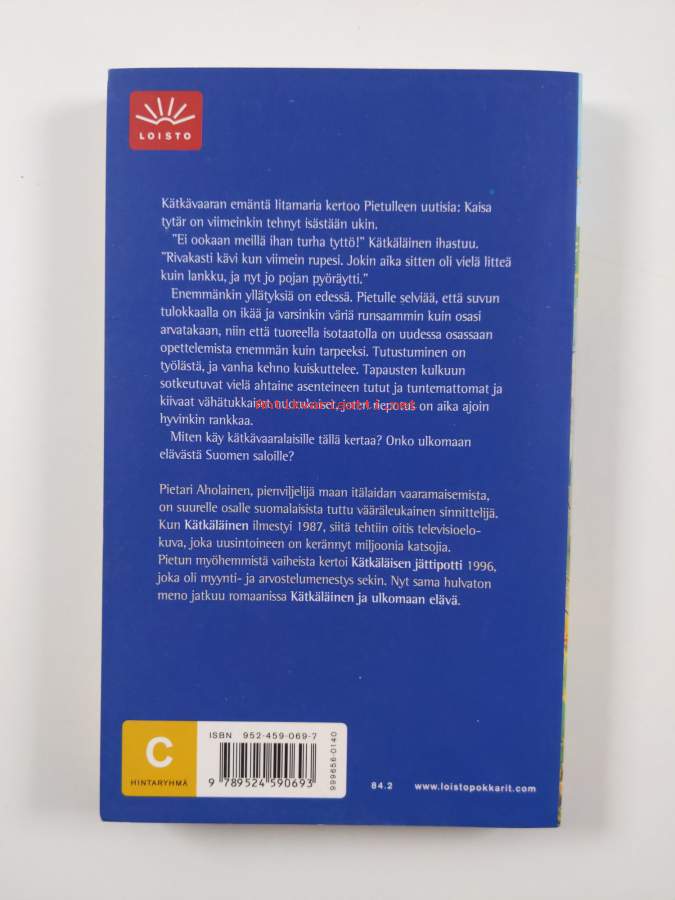 LOISTO
Kätkävaaran emäntä Iitamaria kertoo Pietulleen uutisia: Kaisa
tytär on viimeinkin tehnyt isästään ukin.
"Ei ookaan meillä ihan turha tyttö!" Kätkäläinen ihastuu.
"Rivakasti kävi kun viimein rupesi. Jokin aika sitten oli vielä litteä
kuin lankku, ja nyt jo pojan pyöräytti."
Enemmänkin yllätyksiä on edessä. Pietulle selviää, että suvun
tulokkaalla on ikää ja varsinkin väriä runsaammin kuin osasi
arvatakaan, niin että tuoreella isotaatolla on uudessa osassaan
opettelemista enemmän kuin tarpeeksi. Tutustuminen on
työlästä, ja vanha kehno kuiskuttelee. Tapausten kulkuun
sotkeutuvat vielä ahtaine asenteineen tutut ja tuntemattomat ja
kiivaat vähätukkaiset nuorukaiset, joten riepotus on aika ajoin
hyvinkin rankkaa.
Miten käy kätkävaaralaisille tällä kertaa? Onko ulkomaan
elävästä Suomen saloille?
Pietari Aholainen, pienviljelijä maan itälaidan vaaramaisemista,
on suurelle osalle suomalaisista tuttu vääräleukainen sinnittelijä.
Kun Kätkäläinen ilmestyi 1987, siitä tehtiin oitis televisioelo-
kuva, joka uusintoineen on kerännyt miljoonia katsojia.
Pietun myöhemmistä vaiheista kertoi Kätkäläisen jättipotti 1996,
joka oli myynti- ja arvostelumenestys sekin. Nyt sama hulvaton
meno jatkuu romaanissa Kätkäläinen ja ulkomaan elävä.
C
HINTARYHMÄ
ISBN 952-459-069-7
9 789524 590693
999656-0140
84.2 www.loistopokkarit.com